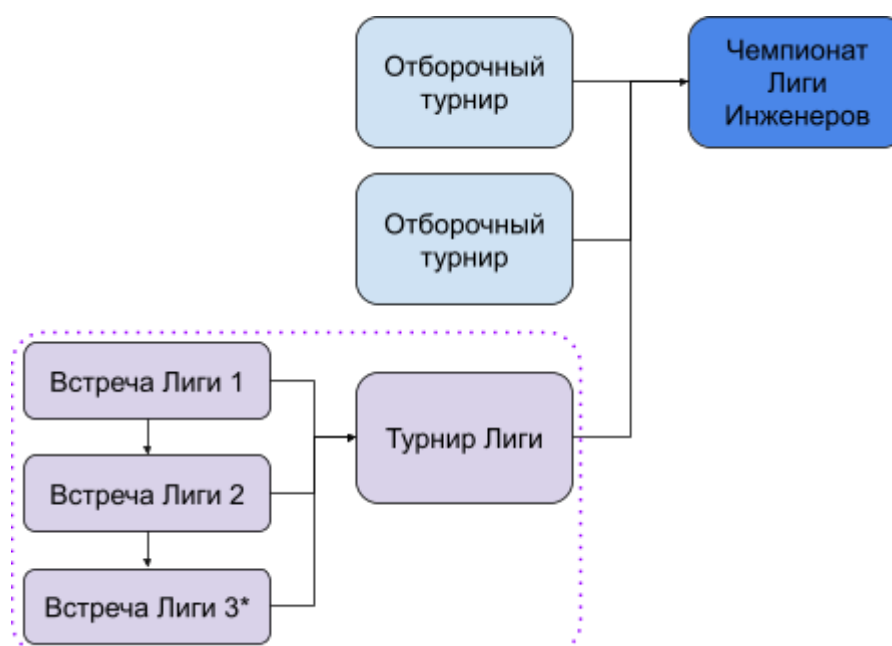 Отборочный
турнир
Чемпионат
Лиги
Инженеров
Отборочный
турнир
Встреча Лиги 1
Турнир Лиги
Встреча Лиги 2
Встреча Лиги 3*